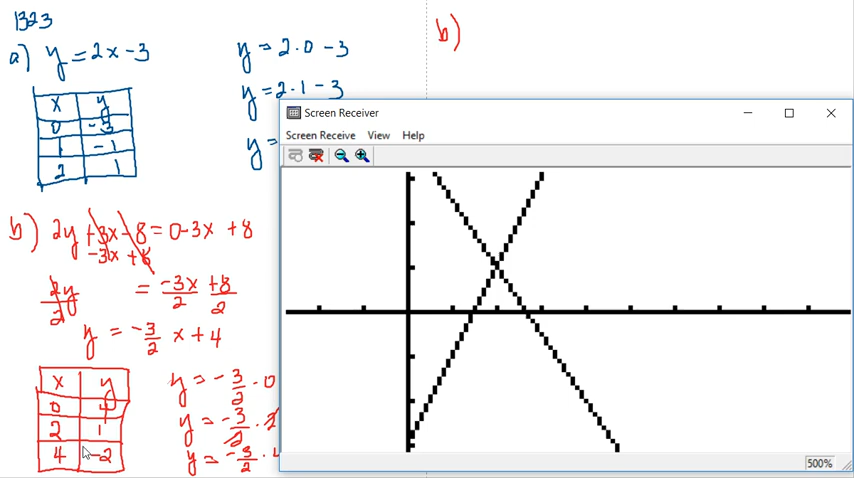 1323
a) y = 2x - 3
x y
0 -3
1 -1
2 1
y = 2·0 - 3
y = 2·1 - 3
y =
b) 2y + 3x - 8 = 0 - 3x + 8
-3x + 8
2y/2 = -3x/2 + 8/2
y = -3/2 x + 4
x y
0 4
2 1
4 -2
y = -3/2 · 0
y = -3/2 · 2
y = -3/2 · 4
b)
Screen Receiver
Screen Receive View Help
500%